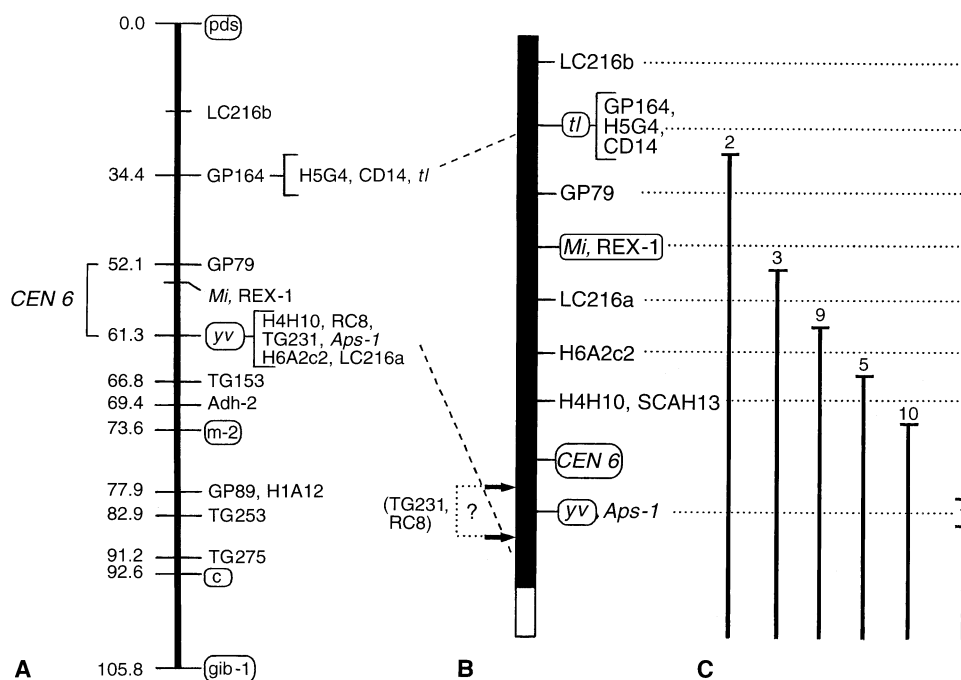 0.0 pds
LC216b
34.4 GP164 H5G4, CD14, tl
52.1 GP79
CEN 6
Mi, REX-1
61.3 yv H4H10, RC8,
TG231, Aps-1
H6A2c2, LC216a
66.8 TG153
69.4 Adh-2
73.6 m-2
77.9 GP89, H1A12
82.9 TG253
91.2 TG275
92.6 c
105.8 gib-1
A
LC216b
tl GP164,
H5G4,
CD14
GP79
Mi, REX-1
LC216a
H6A2c2
H4H10, SCAH13
CEN 6
(TG231,
RC8)
?
yv, Aps-1
B
2
3
9
5
10
C